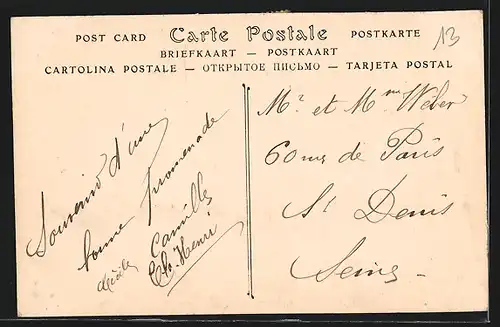 POST CARD Carte Postale POSTKARTE
BRIEFKAART — POSTKAART
CARTOLINA POSTALE — ОТКРЫТОЕ ПИСЬМО — TARJETA POSTAL
13
Souvenir d'une
bonne promenade
Camille
Henri
Mr et Mme Weber
60 rue de Paris
St Denis
Seine